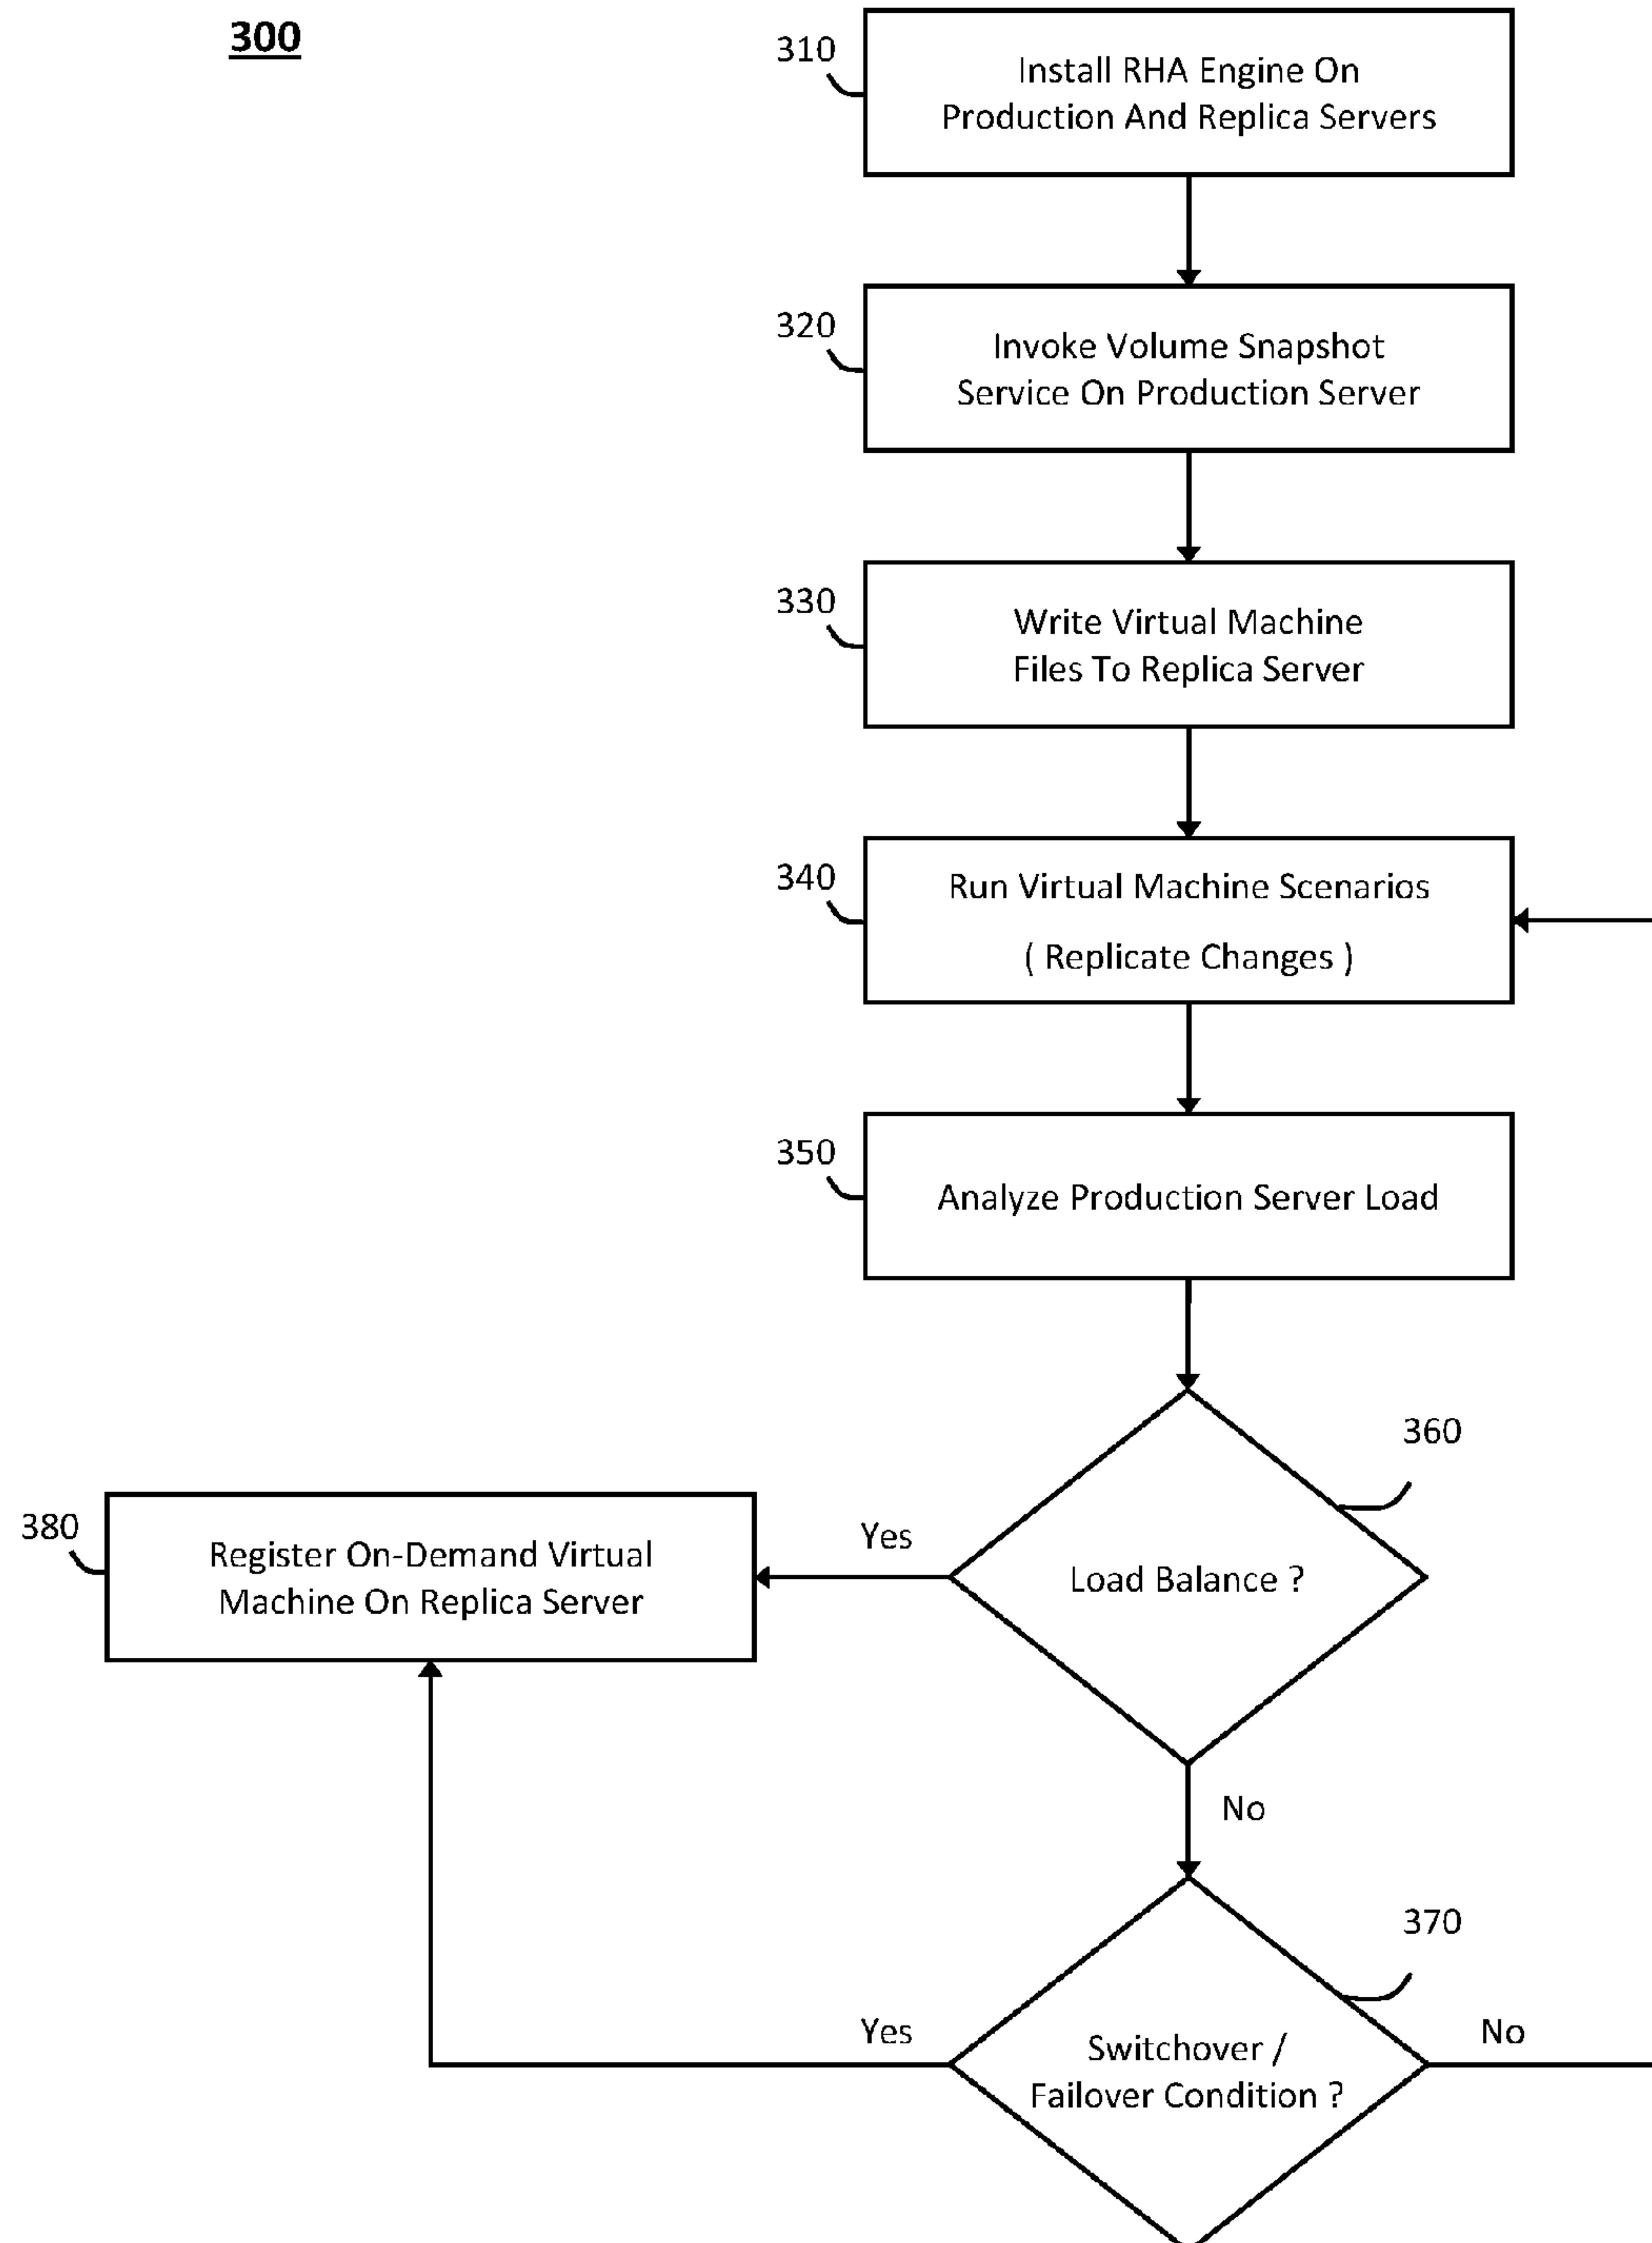 300
310
Install RHA Engine On
Production And Replica Servers
320
Invoke Volume Snapshot
Service On Production Server
330
Write Virtual Machine
Files To Replica Server
340
Run Virtual Machine Scenarios
( Replicate Changes )
350
Analyze Production Server Load
360
Load Balance ?
Yes
380
Register On-Demand Virtual
Machine On Replica Server
No
370
Switchover /
Failover Condition ?
Yes
No